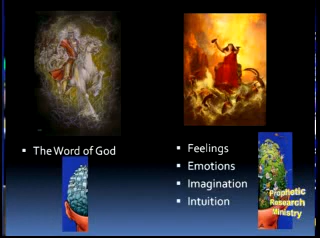 The Word of God
Feelings
Emotions
Imagination
Intuition
Prophetic
Research
Ministry